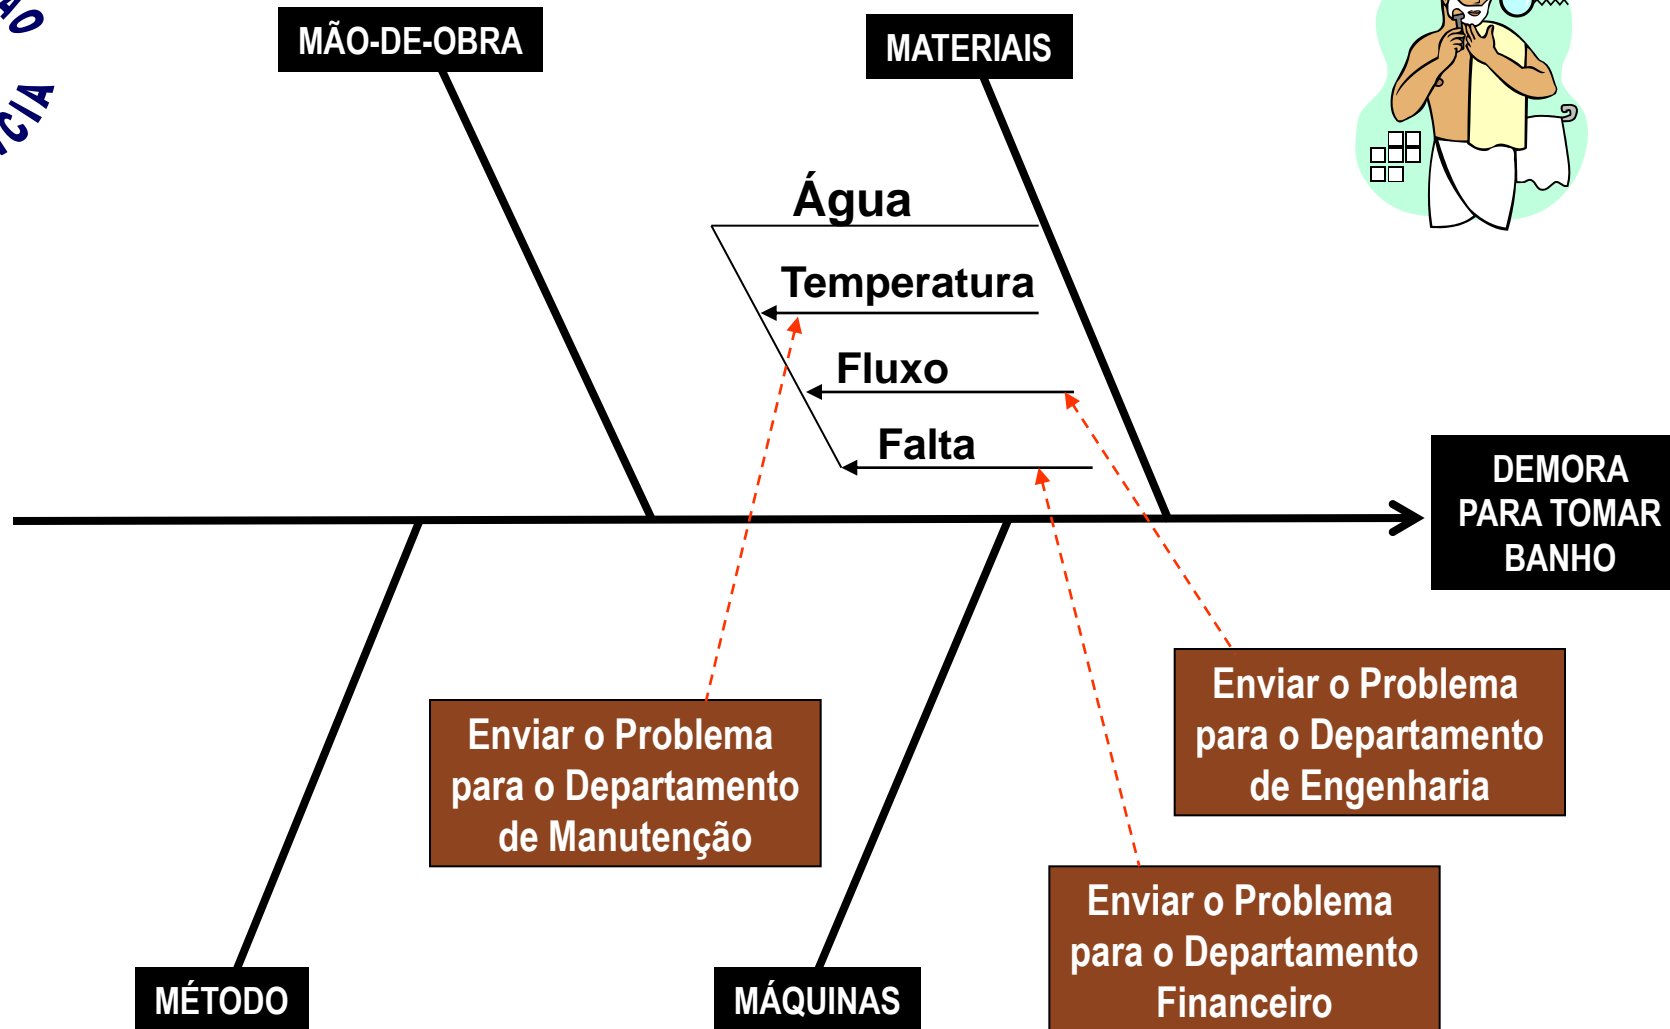 MÃO-DE-OBRA
MATERIAIS
Água
Temperatura
Fluxo
Falta
DEMORA
PARA TOMAR
BANHO
Enviar o Problema
para o Departamento
de Engenharia
Enviar o Problema
para o Departamento
de Manutenção
Enviar o Problema
para o Departamento
Financeiro
MÉTODO
MÁQUINAS